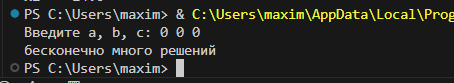 PS C:\Users\maxim> & C:\Users\maxim\AppData\Local\Prog
Введите a, b, c: 0 0 0
бесконечно много решений
PS C:\Users\maxim>